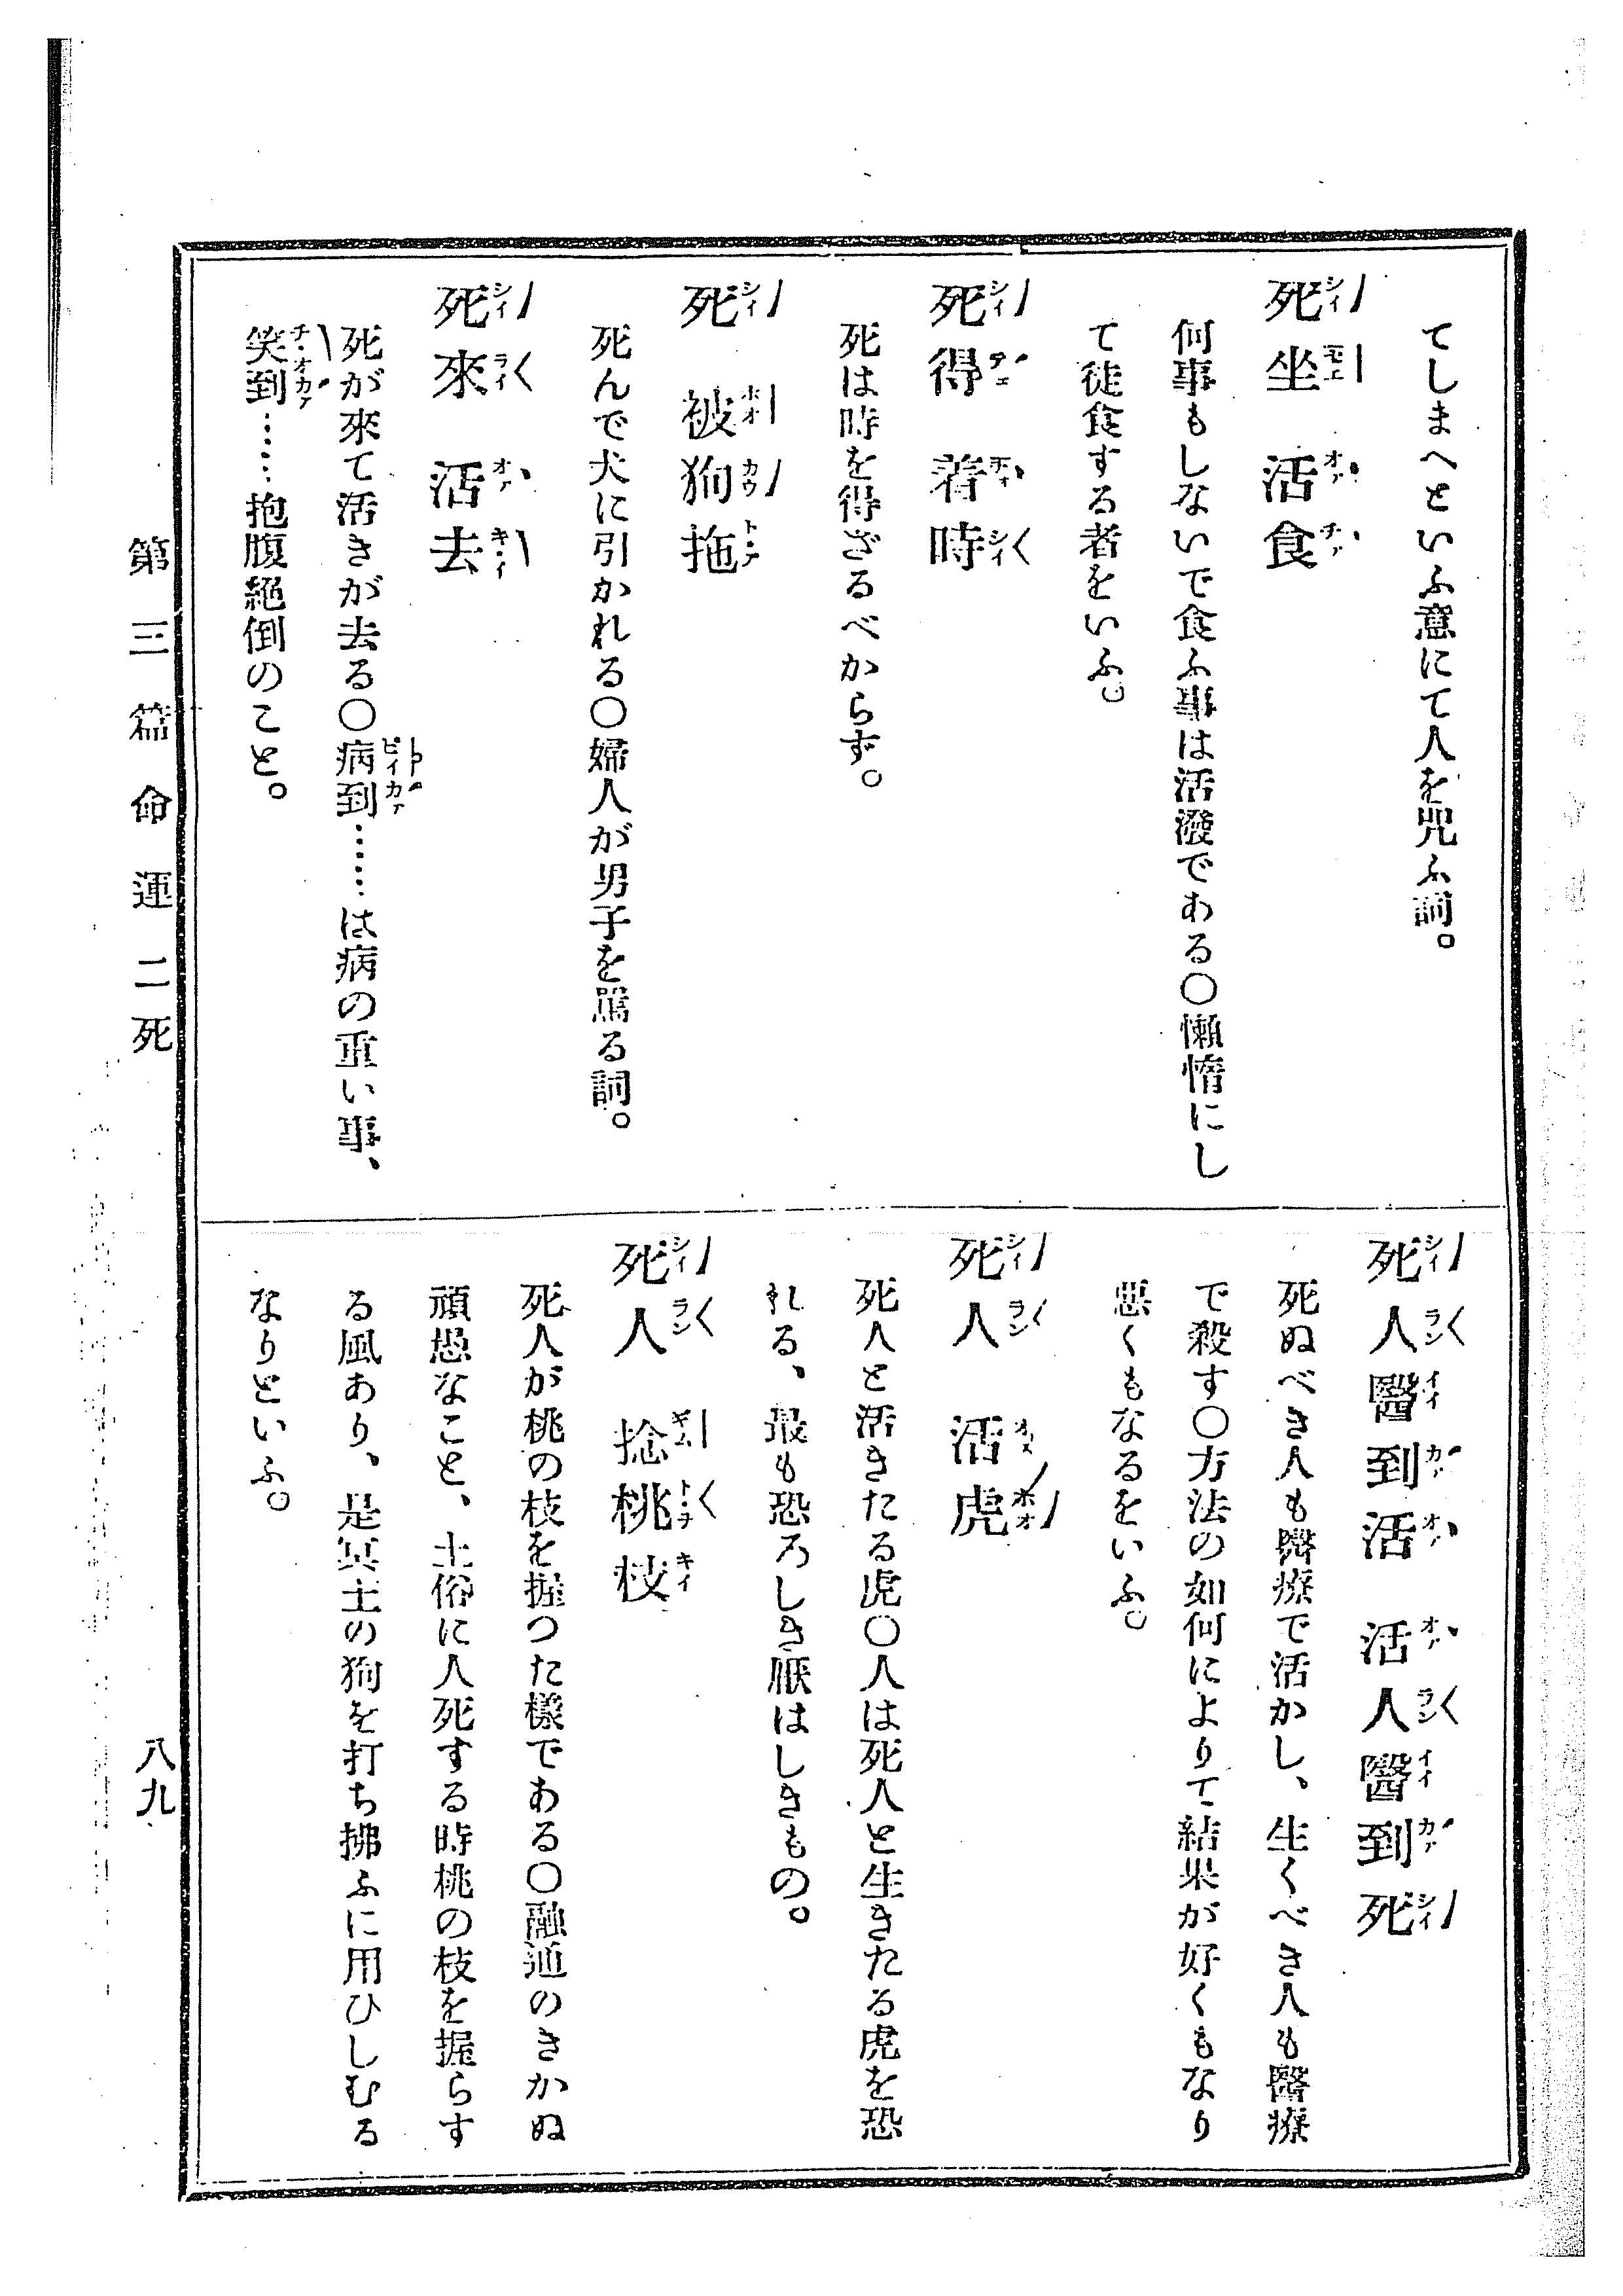 てしまへといふ意にて人を咒ふ詞。
死坐　活食
何事もしないで食ふ事は活潑である〇懶惰にし
て徒食する者をいふ。
死得　着時
死は時を得ざるべからず。
死　被狗拖
死んで犬に引かれる〇婦人が男子を罵る詞。
死來　活去
死が來て活きが去る〇病到……は病の重い事、
笑到……抱腹絕倒のこと。
死人醫到活　活人醫到死
死ぬべき人も醫療で活かし、生くべき人も醫療
で殺す〇方法の如何によりて結果が好くもなり
惡くもなるをいふ。
死人　活虎
死人と活きたる虎〇人は死人と生きたる虎を恐
れる、最も恐ろしき厭はしきもの。
死人　捻桃枝
死人が桃の枝を握つた樣である〇融通のきかぬ
頑愚なこと、土俗に人死する時桃の枝を握らす
る風あり、是冥土の狗を打ち拂ふに用ひしむる
なりといふ。
第三篇　命運　二　死
八九